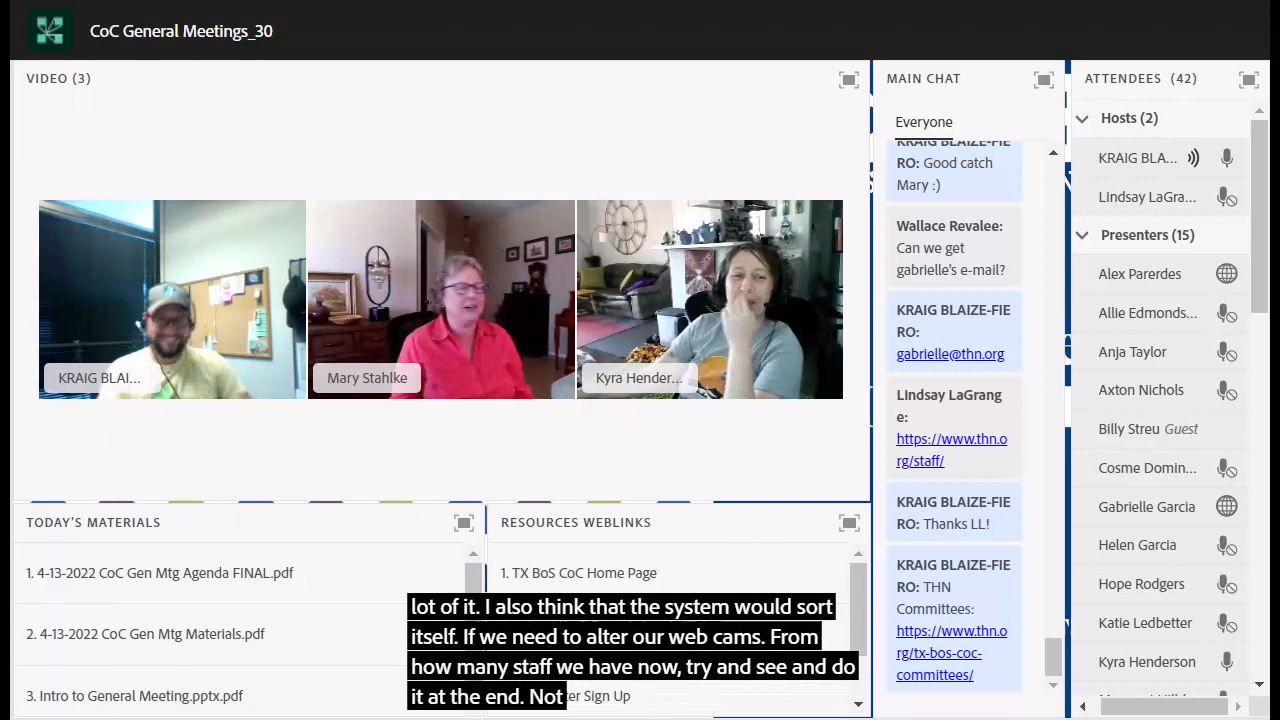 CoC General Meetings_30
VIDEO (3)
KRAIG BLAI...
Mary Stahlke
Kyra Hender...
TODAY'S MATERIALS
1. 4-13-2022 CoC Gen Mtg Agenda FINAL.pdf
2. 4-13-2022 CoC Gen Mtg Materials.pdf
3. Intro to General Meeting.pptx.pdf
RESOURCES WEBLINKS
1. TX BoS CoC Home Page
Sign Up
lot of it. I also think that the system would sort
itself. If we need to alter our web cams. From
how many staff we have now, try and see and do
it at the end. Not
MAIN CHAT
Everyone
KRAIG BLAIZE-FIE
RO: Good catch
Mary :)
Wallace Revalee:
Can we get
gabrielle's e-mail?
KRAIG BLAIZE-FIE
RO:
gabrielle@thn.org
Lindsay LaGrang
e:
https://www.thn.o
rg/staff/
KRAIG BLAIZE-FIE
RO: Thanks LL!
KRAIG BLAIZE-FIE
RO: THN
Committees:
https://www.thn.o
rg/tx-bos-coc-
committees/
ATTENDEES (42)
Hosts (2)
KRAIG BLA...
Lindsay LaGra...
Presenters (15)
Alex Parerdes
Allie Edmonds...
Anja Taylor
Axton Nichols
Billy Streu Guest
Cosme Domin...
Gabrielle Garcia
Helen Garcia
Hope Rodgers
Katie Ledbetter
Kyra Henderson